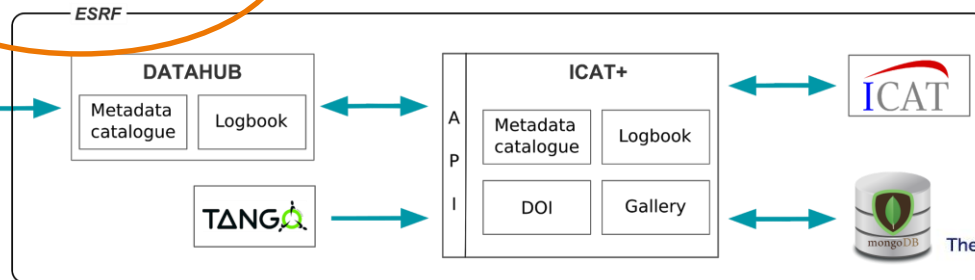 ESRF
DATAHUB
Metadata
catalogue
Logbook
TANGO
A
P
I
ICAT+
Metadata
catalogue
Logbook
DOI
Gallery
ICAT
mongoDB
The